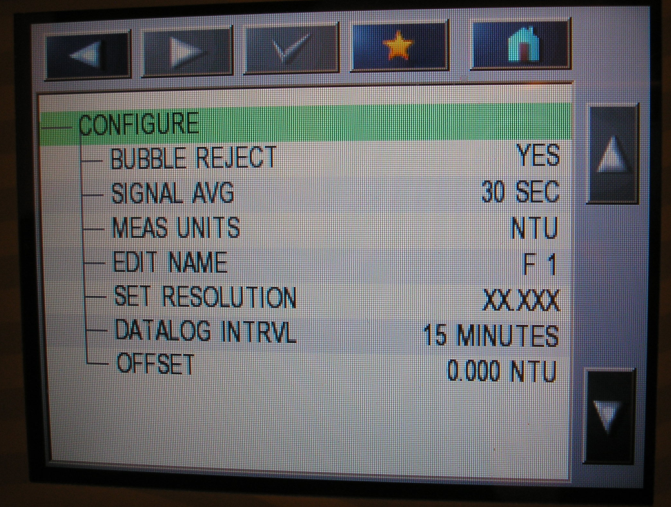 CONFIGURE
BUBBLE REJECT YES
SIGNAL AVG 30 SEC
MEAS UNITS NTU
EDIT NAME F 1
SET RESOLUTION XX.XXX
DATALOG INTRVL 15 MINUTES
OFFSET 0.000 NTU